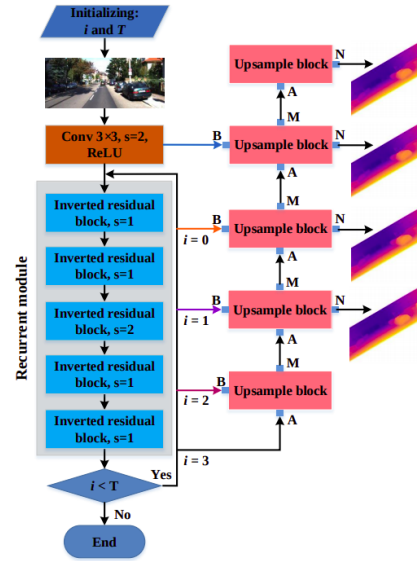 Initializing:
i and T
Conv 3×3, s=2,
ReLU
Recurrent module
Inverted residual
block, s=1
Inverted residual
block, s=1
Inverted residual
block, s=2
Inverted residual
block, s=1
Inverted residual
block, s=1
i < T
Yes
No
End
Upsample block
N
A
M
B
Upsample block
N
A
M
B
i = 0
Upsample block
N
A
M
B
i = 1
Upsample block
N
A
M
B
i = 2
Upsample block
A
i = 3